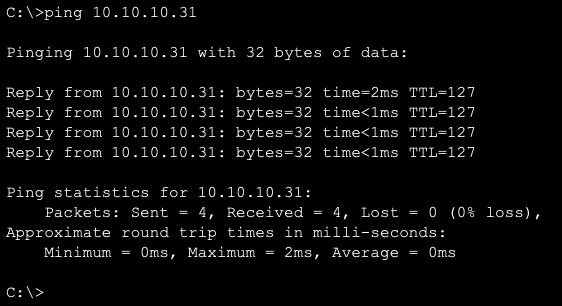 C:\>ping 10.10.10.31
Pinging 10.10.10.31 with 32 bytes of data:
Reply from 10.10.10.31: bytes=32 time=2ms TTL=127
Reply from 10.10.10.31: bytes=32 time<1ms TTL=127
Reply from 10.10.10.31: bytes=32 time<1ms TTL=127
Reply from 10.10.10.31: bytes=32 time<1ms TTL=127
Ping statistics for 10.10.10.31:
    Packets: Sent = 4, Received = 4, Lost = 0 (0% loss),
Approximate round trip times in milli-seconds:
    Minimum = 0ms, Maximum = 2ms, Average = 0ms
C:\>